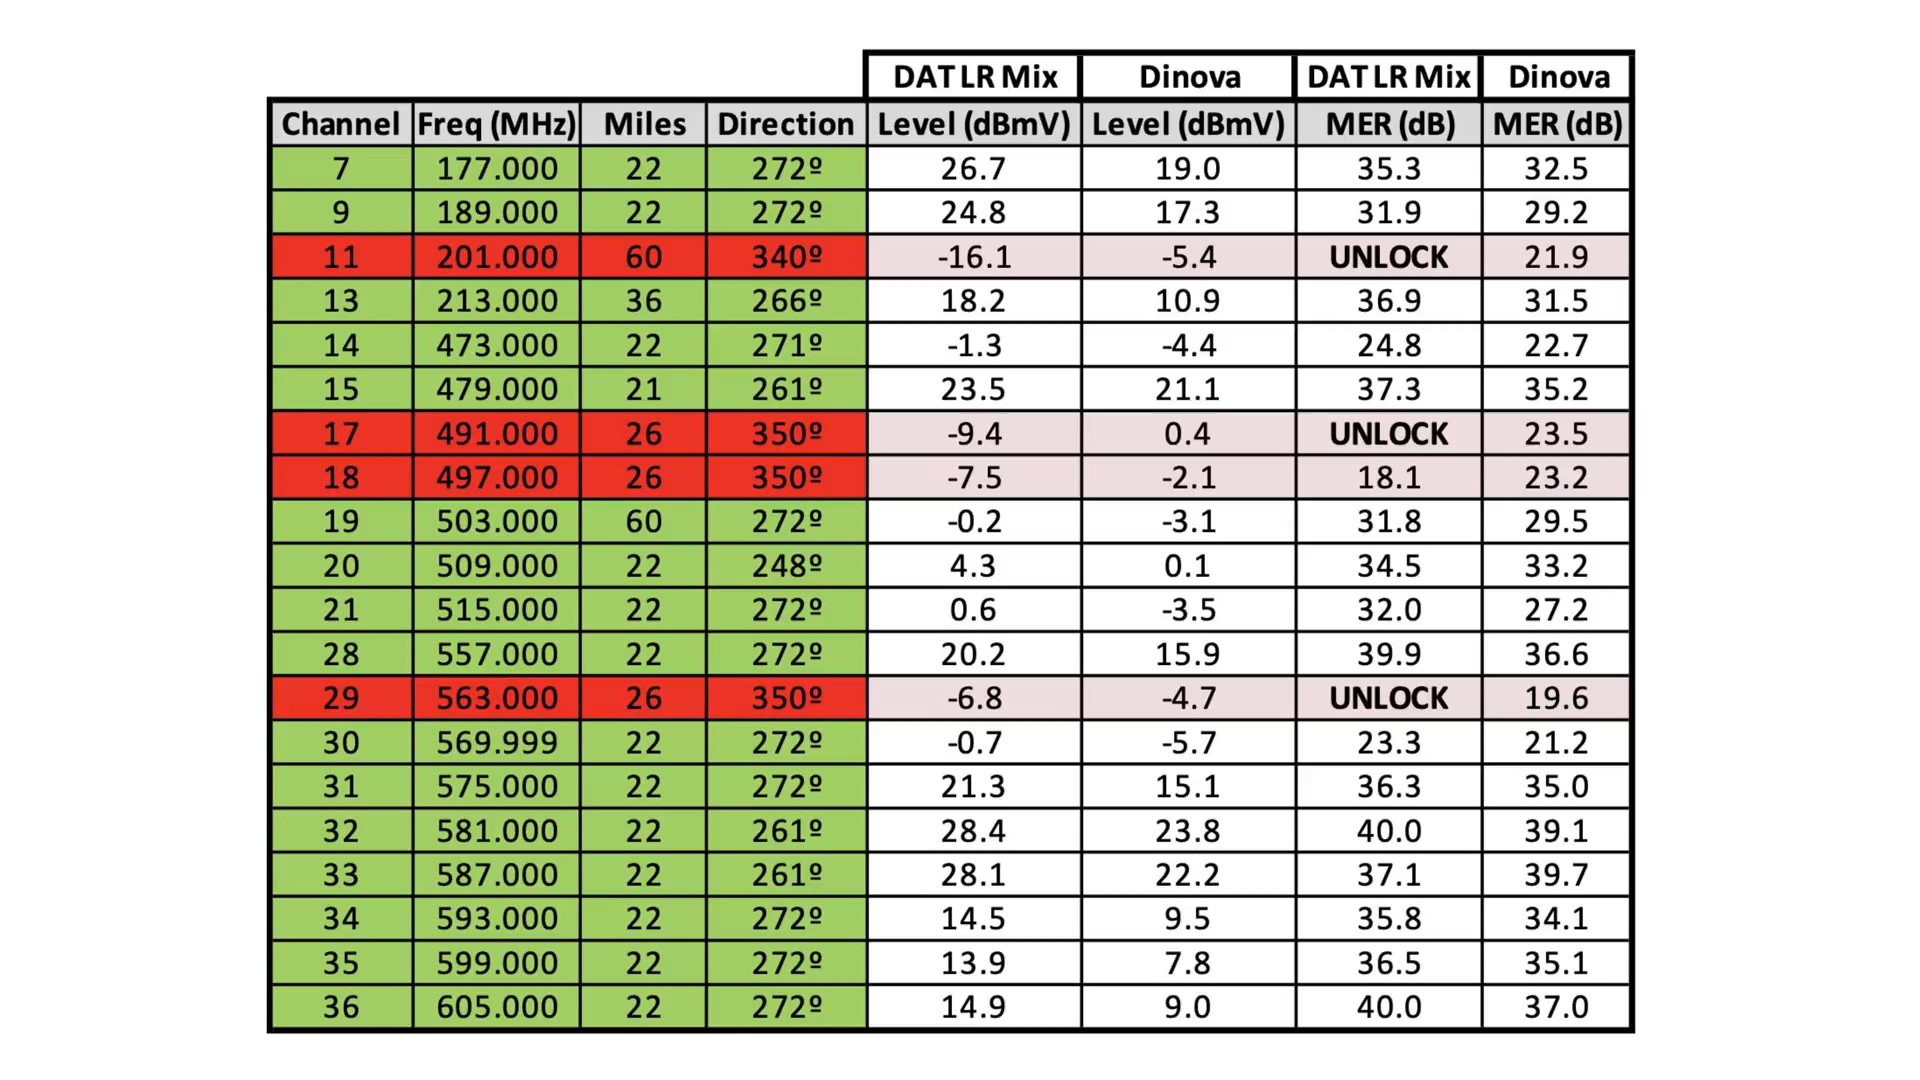 DAT LR Mix Dinova DAT LR Mix Dinova
Channel Freq (MHz) Miles Direction Level (dBmV) Level (dBmV) MER (dB) MER (dB)
7 177.000 22 272º 26.7 19.0 35.3 32.5
9 189.000 22 272º 24.8 17.3 31.9 29.2
11 201.000 60 340º -16.1 -5.4 UNLOCK 21.9
13 213.000 36 266º 18.2 10.9 36.9 31.5
14 473.000 22 271º -1.3 -4.4 24.8 22.7
15 479.000 21 261º 23.5 21.1 37.3 35.2
17 491.000 26 350º -9.4 0.4 UNLOCK 23.5
18 497.000 26 350º -7.5 -2.1 18.1 23.2
19 503.000 60 272º -0.2 -3.1 31.8 29.5
20 509.000 22 248º 4.3 0.1 34.5 33.2
21 515.000 22 272º 0.6 -3.5 32.0 27.2
28 557.000 22 272º 20.2 15.9 39.9 36.6
29 563.000 26 350º -6.8 -4.7 UNLOCK 19.6
30 569.999 22 272º -0.7 -5.7 23.3 21.2
31 575.000 22 272º 21.3 15.1 36.3 35.0
32 581.000 22 261º 28.4 23.8 40.0 39.1
33 587.000 22 261º 28.1 22.2 37.1 39.7
34 593.000 22 272º 14.5 9.5 35.8 34.1
35 599.000 22 272º 13.9 7.8 36.5 35.1
36 605.000 22 272º 14.9 9.0 40.0 37.0